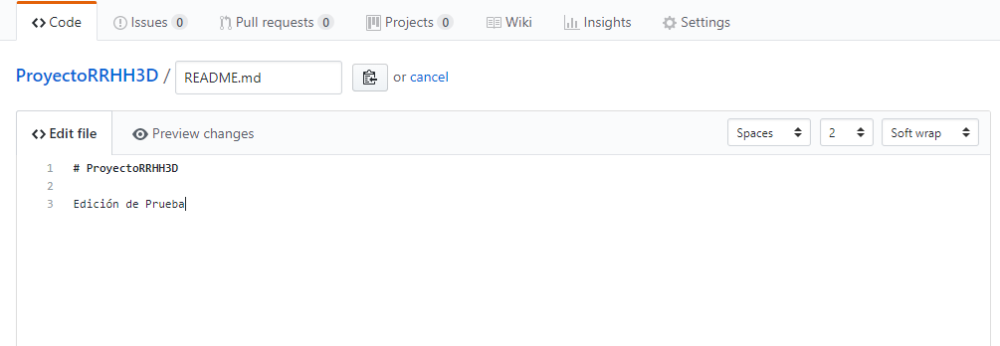 Code Issues 0 Pull requests 0 Projects 0 Wiki Insights Settings
ProyectoRRHH3D / README.md or cancel
Edit file Preview changes Spaces 2 Soft wrap
1 # ProyectoRRHH3D
2
3 Edición de Prueba